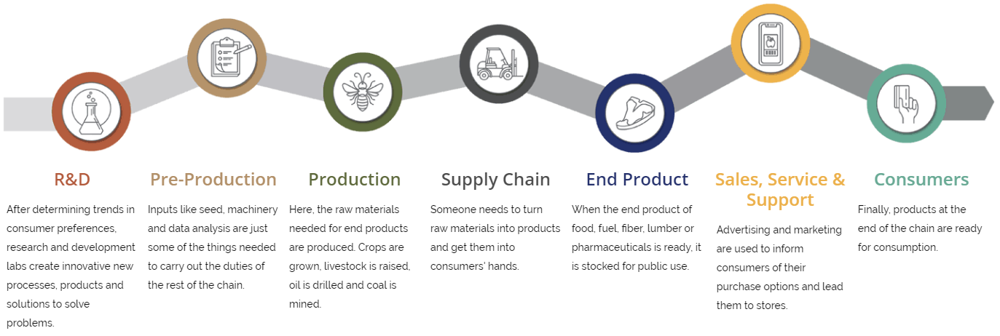 R&D
After determining trends in
consumer preferences,
research and development
labs create innovative new
processes, products and
solutions to solve
problems.
Pre-Production
Inputs like seed, machinery
and data analysis are just
some of the things needed
to carry out the duties of
the rest of the chain.
Production
Here, the raw materials
needed for end products
are produced. Crops are
grown, livestock is raised,
oil is drilled and coal is
mined.
Supply Chain
Someone needs to turn
raw materials into products
and get them into
consumers' hands.
End Product
When the end product of
food, fuel, fiber, lumber or
pharmaceuticals is ready, it
is stocked for public use.
Sales, Service &
Support
Advertising and marketing
are used to inform
consumers of their
purchase options and lead
them to stores.
Consumers
Finally, products at the
end of the chain are ready
for consumption.